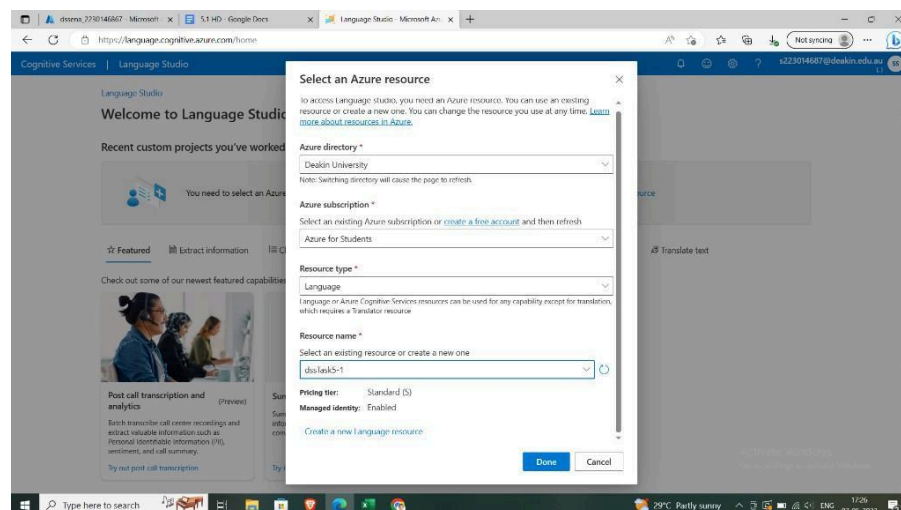 dssena_2230146867 - Microsoft
5.1 HD - Google Docs
Language Studio - Microsoft Az
https://language.cognitive.azure.com/home
Not syncing
Cognitive Services | Language Studio
s223014687@deakin.edu.au
SS
Language Studio
Welcome to Language Studio
Recent custom projects you've worked
You need to select an Azure
Featured
Extract information
Translate text
Check out some of our newest featured capabilities
Post call transcription and analytics
(Preview)
Batch transcribe call center recordings and
extract valuable information such as
Personal Identifiable Information (PII),
sentiment, and call summary.
Try out post call transcription
Select an Azure resource
To access Language studio, you need an Azure resource. You can use an existing
resource or create a new one. You can change the resource you use at any time. Learn
more about resources in Azure.
Azure directory *
Deakin University
Note: Switching directory will cause the page to refresh.
Azure subscription *
Select an existing Azure subscription or create a free account and then refresh
Azure for Students
Resource type *
Language
Language or Azure Cognitive Services resources can be used for any capability except for translation,
which requires a Translator resource
Resource name *
Select an existing resource or create a new one
dssTask5-1
Pricing tier: Standard (S)
Managed identity: Enabled
Create a new Language resource
Done
Cancel
Type here to search
29°C Partly sunny
ENG
17:26